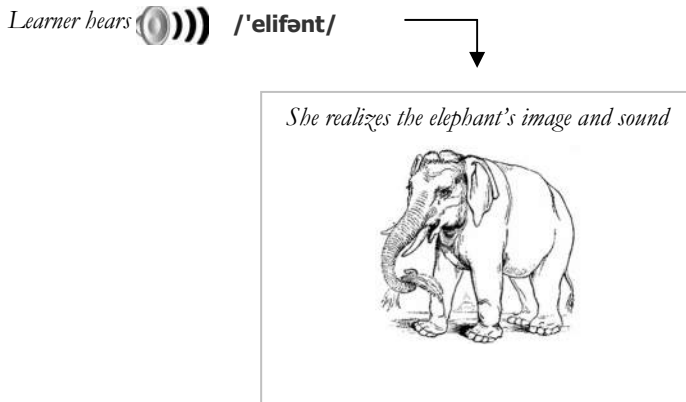 Learner hears /'elifənt/
She realizes the elephant's image and sound